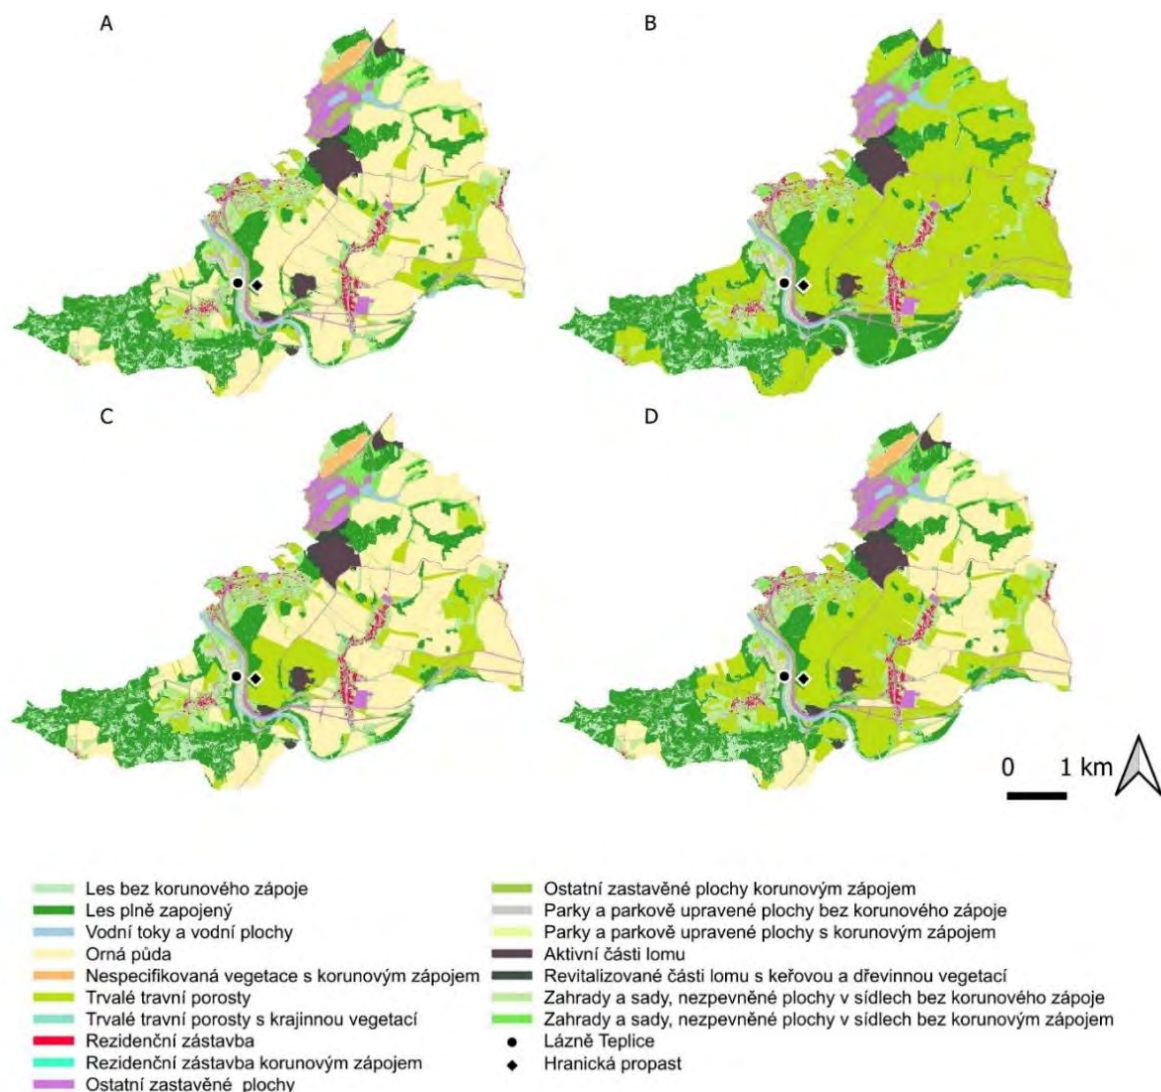 A
B
C
D
0 1 km
Les bez korunového zápoje
Les plně zapojený
Vodní toky a vodní plochy
Orná půda
Nespecifikovaná vegetace s korunovým zápojem
Trvalé travní porosty
Trvalé travní porosty s krajinnou vegetací
Rezidenční zástavba
Rezidenční zástavba korunovým zápojem
Ostatní zastavěné plochy
Ostatní zastavěné plochy korunovým zápojem
Parky a parkově upravené plochy bez korunového zápoje
Parky a parkově upravené plochy s korunovým zápojem
Aktivní části lomu
Revitalizované části lomu s keřovou a dřevinnou vegetací
Zahrady a sady, nezpevněné plochy v sídlech bez korunového zápoje
Zahrady a sady, nezpevněné plochy v sídlech bez korunovým zápojem
Lázně Teplice
Hranická propast